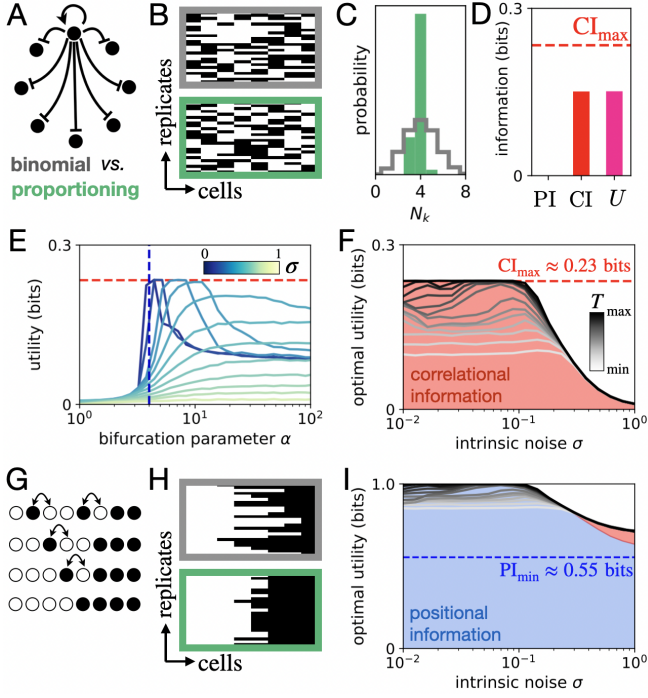 A
binomial vs.
proportioning
B
replicates
cells
C
probability
0
4
8
N_k
D
information (bits)
0.3
0
CI_max
PI
CI
U
E
utility (bits)
0.3
0
0
1
σ
10^0
10^1
10^2
bifurcation parameter α
F
optimal utility (bits)
0.3
0
CI_max ≈ 0.23 bits
T
max
min
correlational
information
10^−2
10^−1
10^0
intrinsic noise σ
G
H
replicates
cells
I
optimal utility (bits)
1.0
0
PI_min ≈ 0.55 bits
positional
information
10^−2
10^−1
10^0
intrinsic noise σ